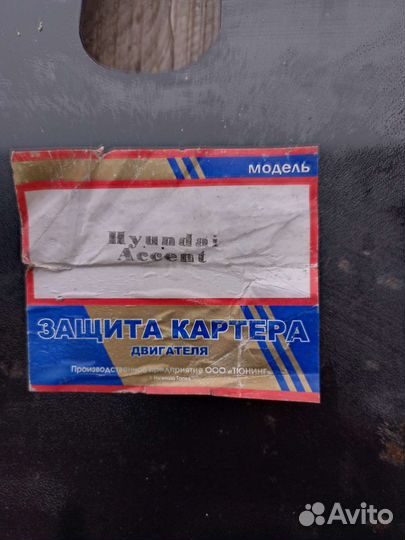 модель
Hyundai
Accent
ЗАЩИТА КАРТЕРА
ДВИГАТЕЛЯ
Производственное предприятие ООО «ТЮНИНГ»
Avito